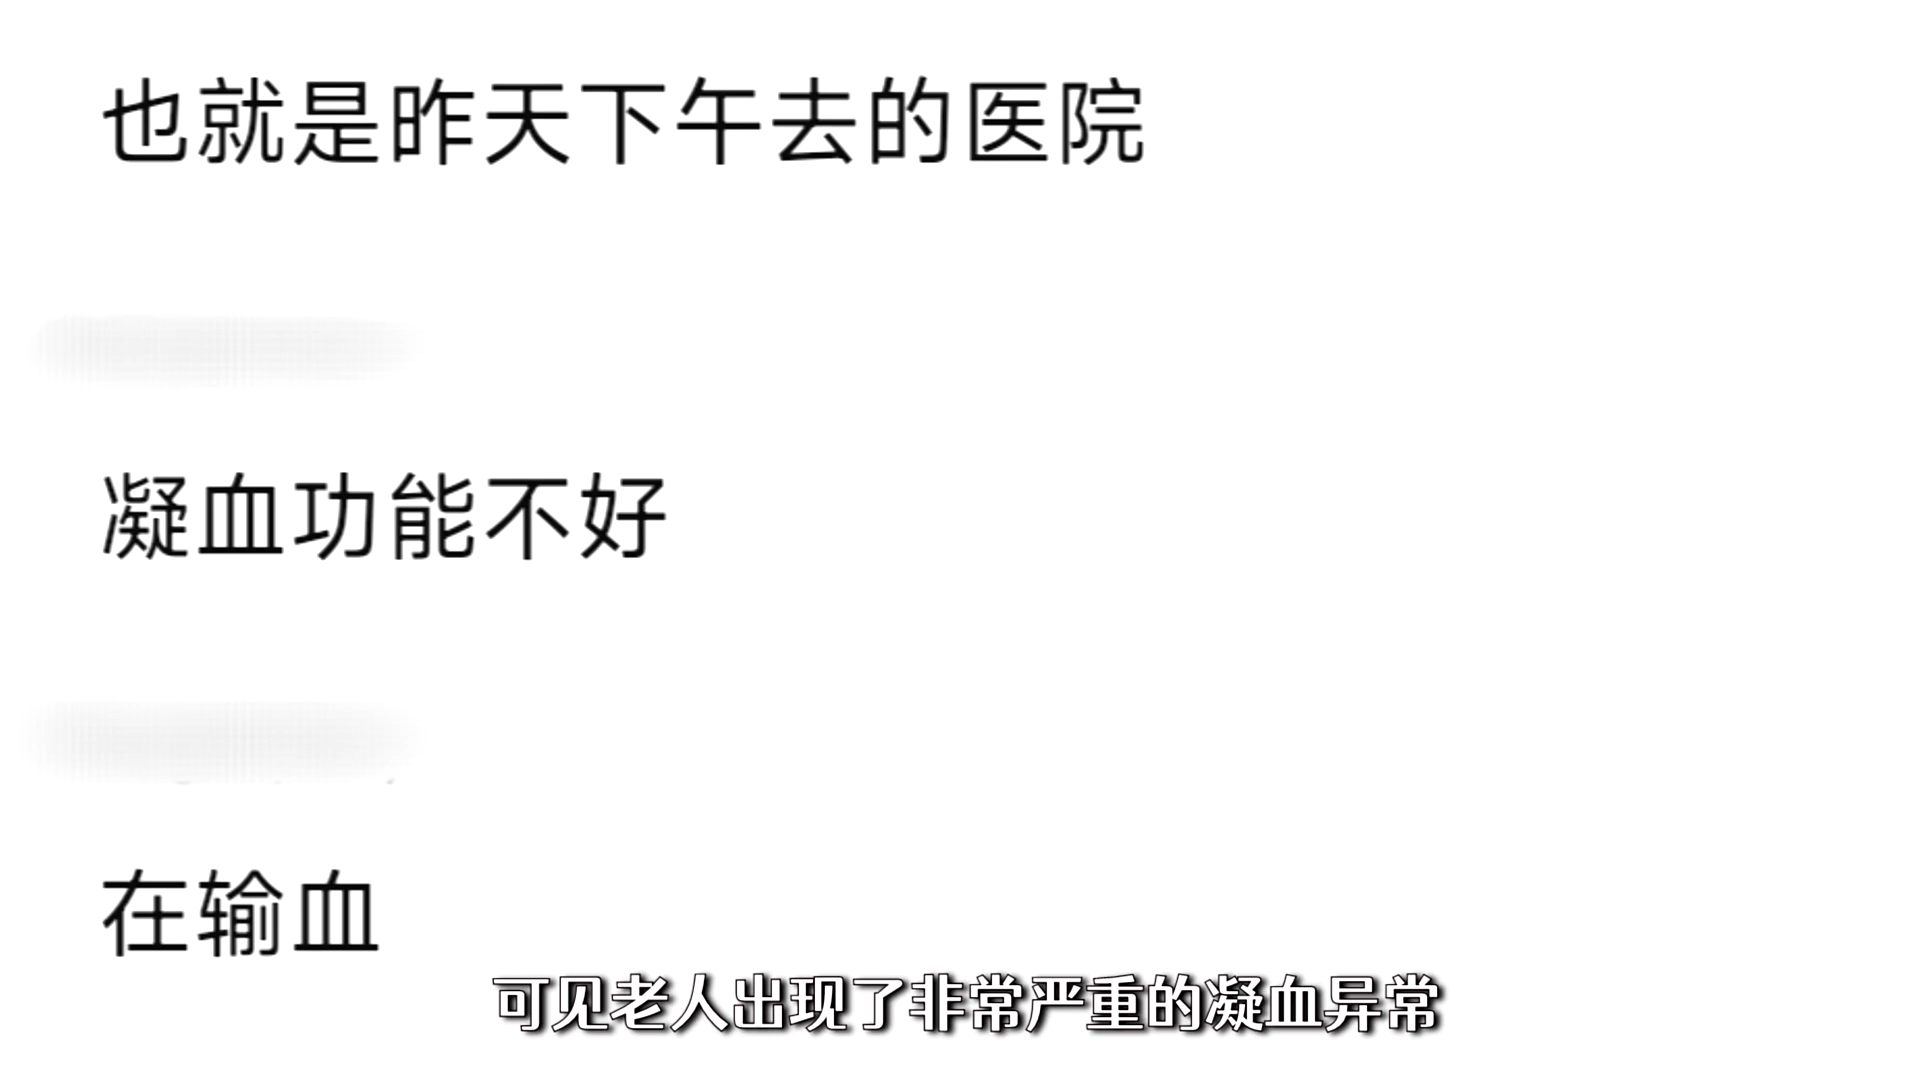 也就是昨天下午去的医院
凝血功能不好
在输血
可见老人出现了非常严重的凝血异常